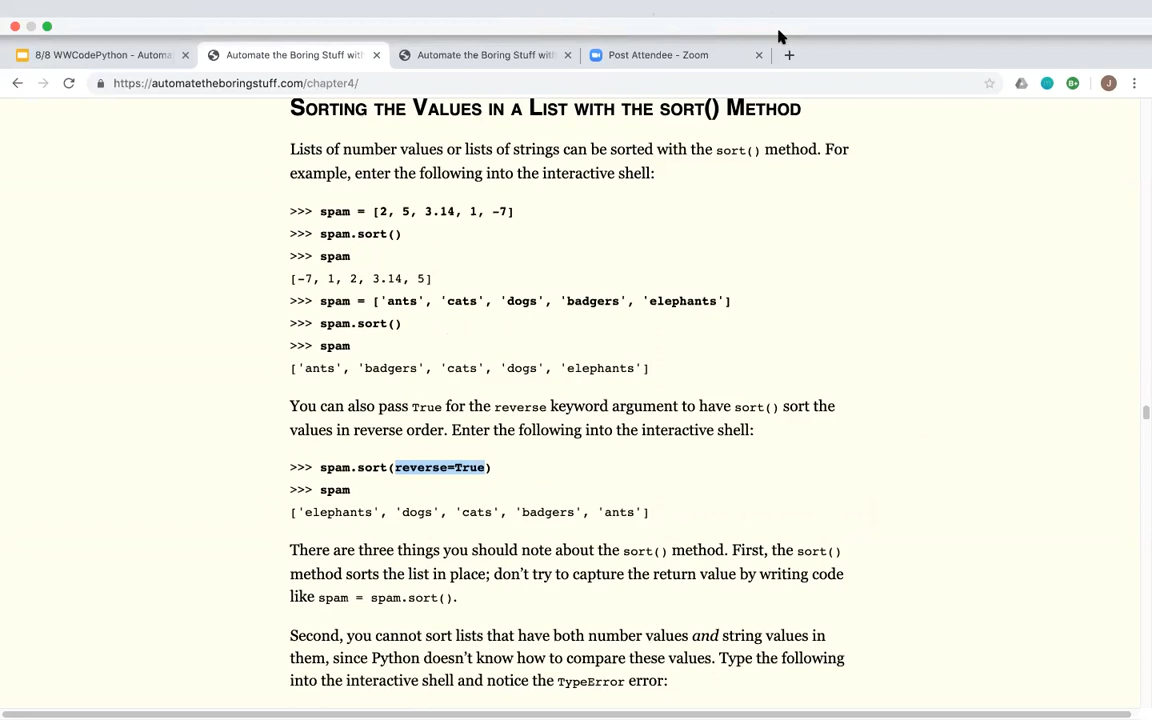 8/8 WWCodePython - Automa
Automate the Boring Stuff wit
Automate the Boring Stuff wit
Post Attendee - Zoom
https://automatetheboringstuff.com/chapter4/
B+
J
SORTING THE VALUES IN A LIST WITH THE SORT() METHOD
Lists of number values or lists of strings can be sorted with the sort() method. For
example, enter the following into the interactive shell:
>>> spam = [2, 5, 3.14, 1, -7]
>>> spam.sort()
>>> spam
[-7, 1, 2, 3.14, 5]
>>> spam = ['ants', 'cats', 'dogs', 'badgers', 'elephants']
>>> spam.sort()
>>> spam
['ants', 'badgers', 'cats', 'dogs', 'elephants']
You can also pass True for the reverse keyword argument to have sort() sort the
values in reverse order. Enter the following into the interactive shell:
>>> spam.sort(reverse=True)
>>> spam
['elephants', 'dogs', 'cats', 'badgers', 'ants']
There are three things you should note about the sort() method. First, the sort()
method sorts the list in place; don’t try to capture the return value by writing code
like spam = spam.sort().
Second, you cannot sort lists that have both number values and string values in
them, since Python doesn’t know how to compare these values. Type the following
into the interactive shell and notice the TypeError error: